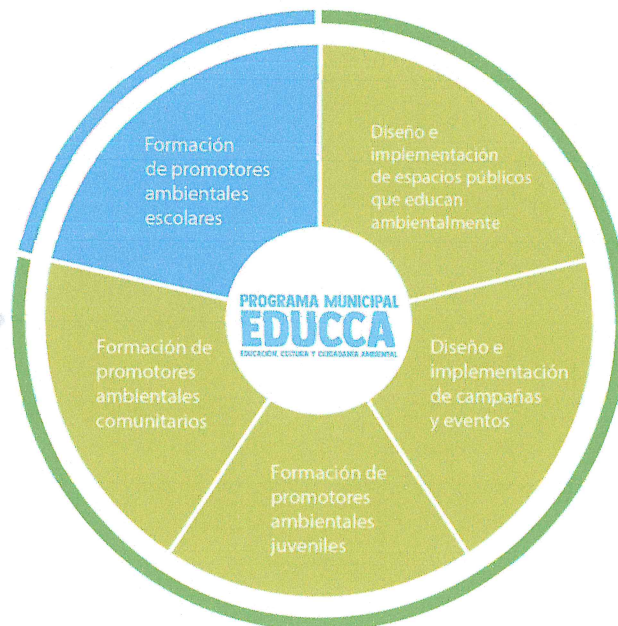 Formación
de promotores
ambientales
escolares
Diseño e
implementación
de espacios públicos
que educan
ambientalmente
PROGRAMA MUNICIPAL
EDUCCA
EDUCACIÓN, CULTURA Y CIUDADANÍA AMBIENTAL
Formación de
promotores
ambientales
comunitarios
Diseño e
implementación
de campañas
y eventos
Formación de
promotores
ambientales
juveniles